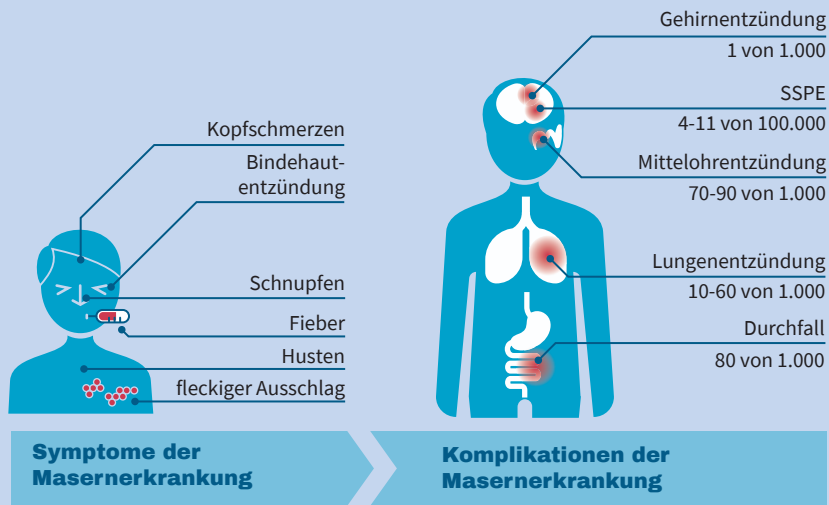 Kopfschmerzen
Bindehaut-
entzündung
Schnupfen
Fieber
Husten
fleckiger Ausschlag
Symptome der
Masernerkrankung
Gehirnentzündung
1 von 1.000
SSPE
4-11 von 100.000
Mittelohrentzündung
70-90 von 1.000
Lungenentzündung
10-60 von 1.000
Durchfall
80 von 1.000
Komplikationen der
Masernerkrankung